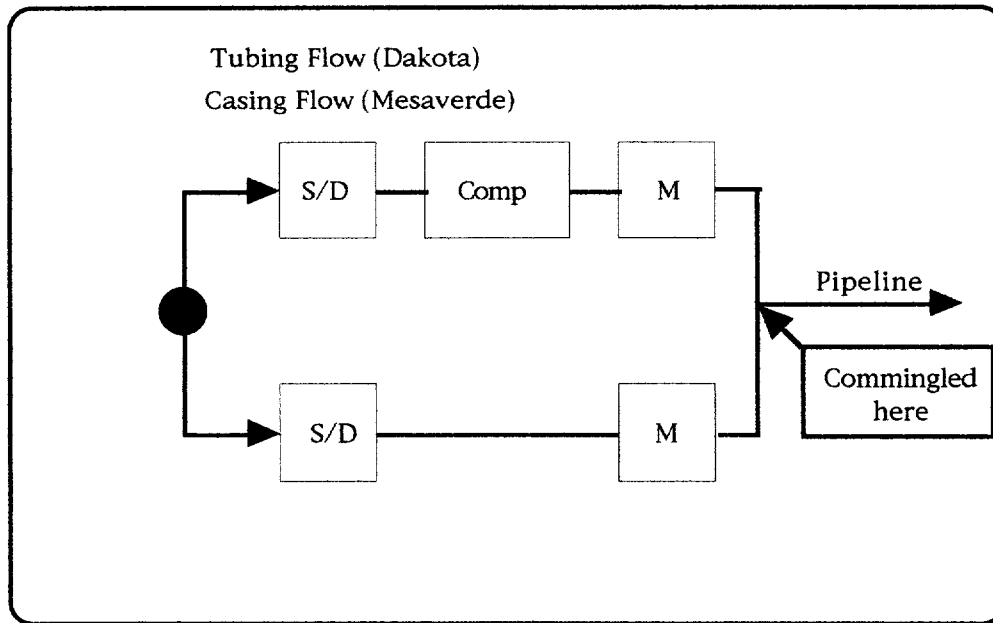 Tubing Flow (Dakota)
Casing Flow (Mesaverde)
S/D
Comp
M
Pipeline
S/D
M
Commingled
here